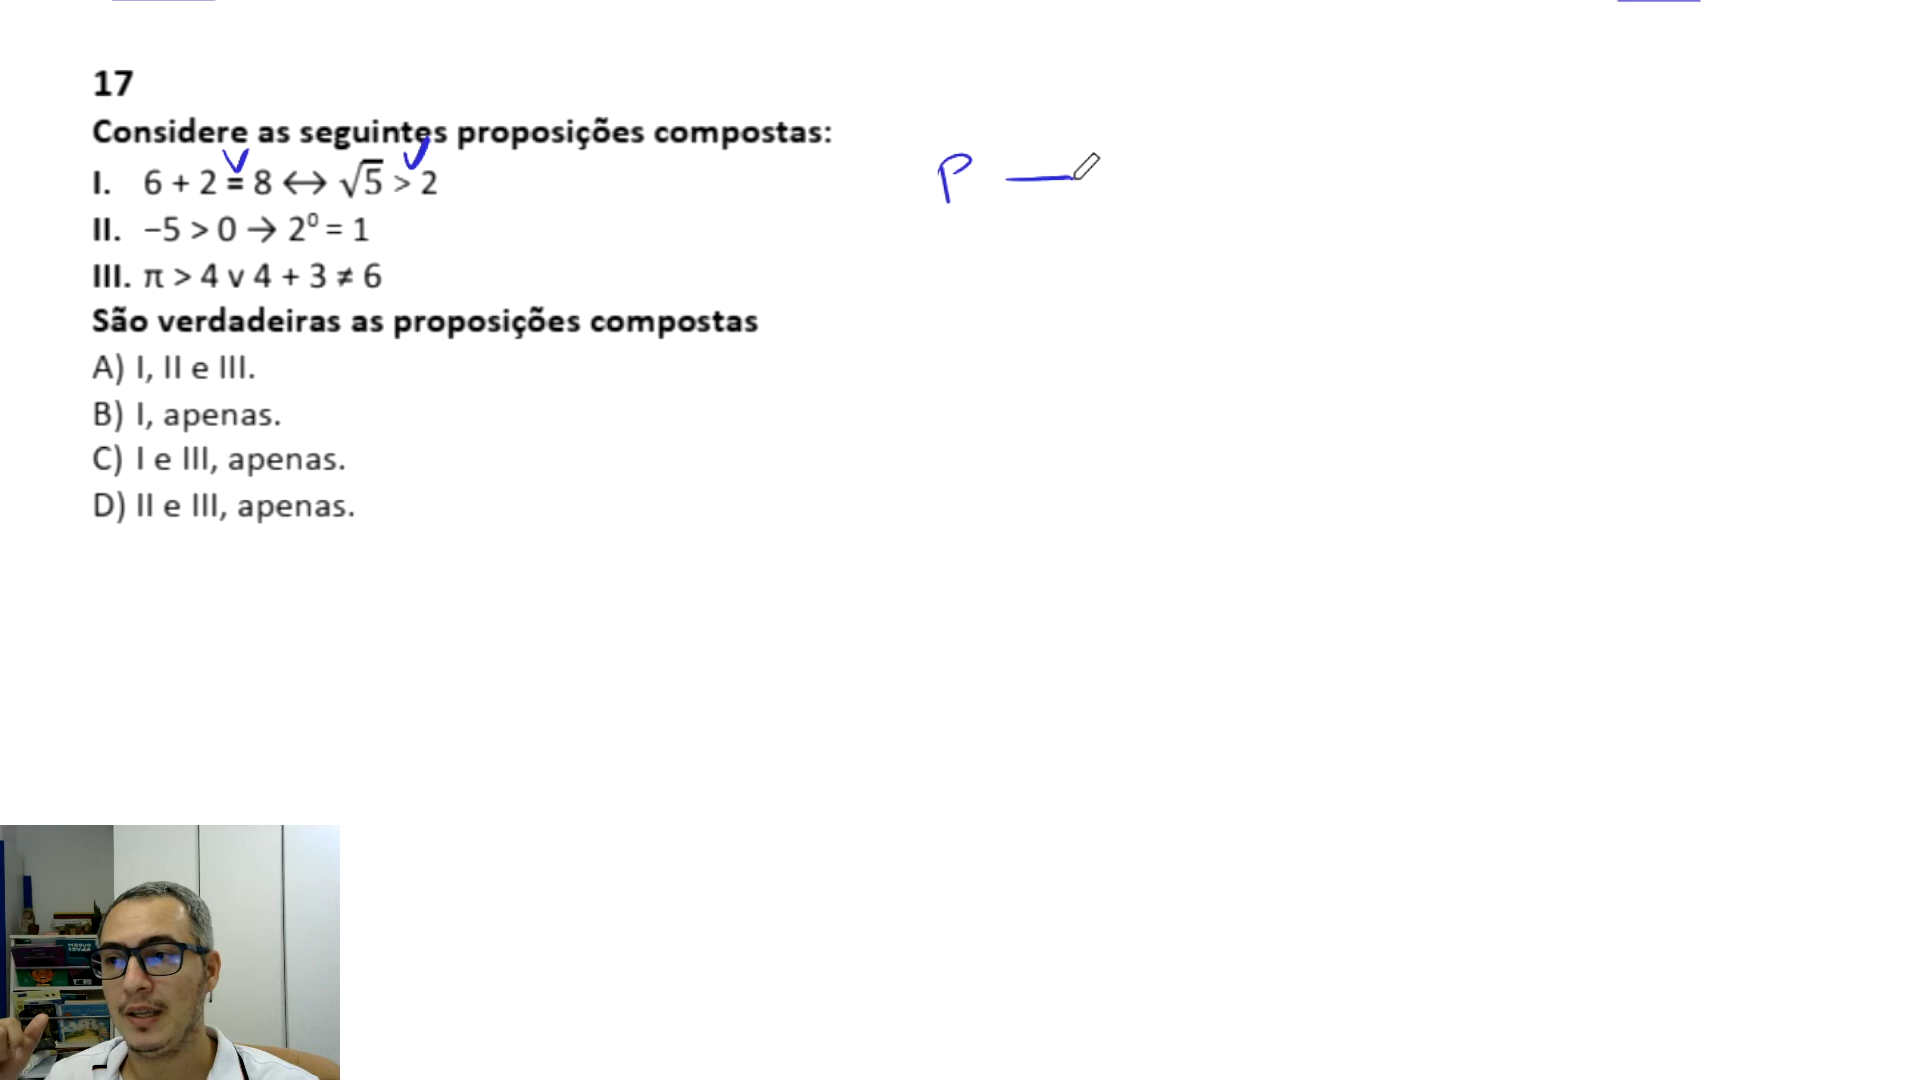 17
Considere as seguintes proposições compostas:
V V
I. 6 + 2 = 8 ↔ √5 > 2
P —
II. −5 > 0 → 2⁰ = 1
III. π > 4 v 4 + 3 ≠ 6
São verdadeiras as proposições compostas
A) I, II e III.
B) I, apenas.
C) I e III, apenas.
D) II e III, apenas.